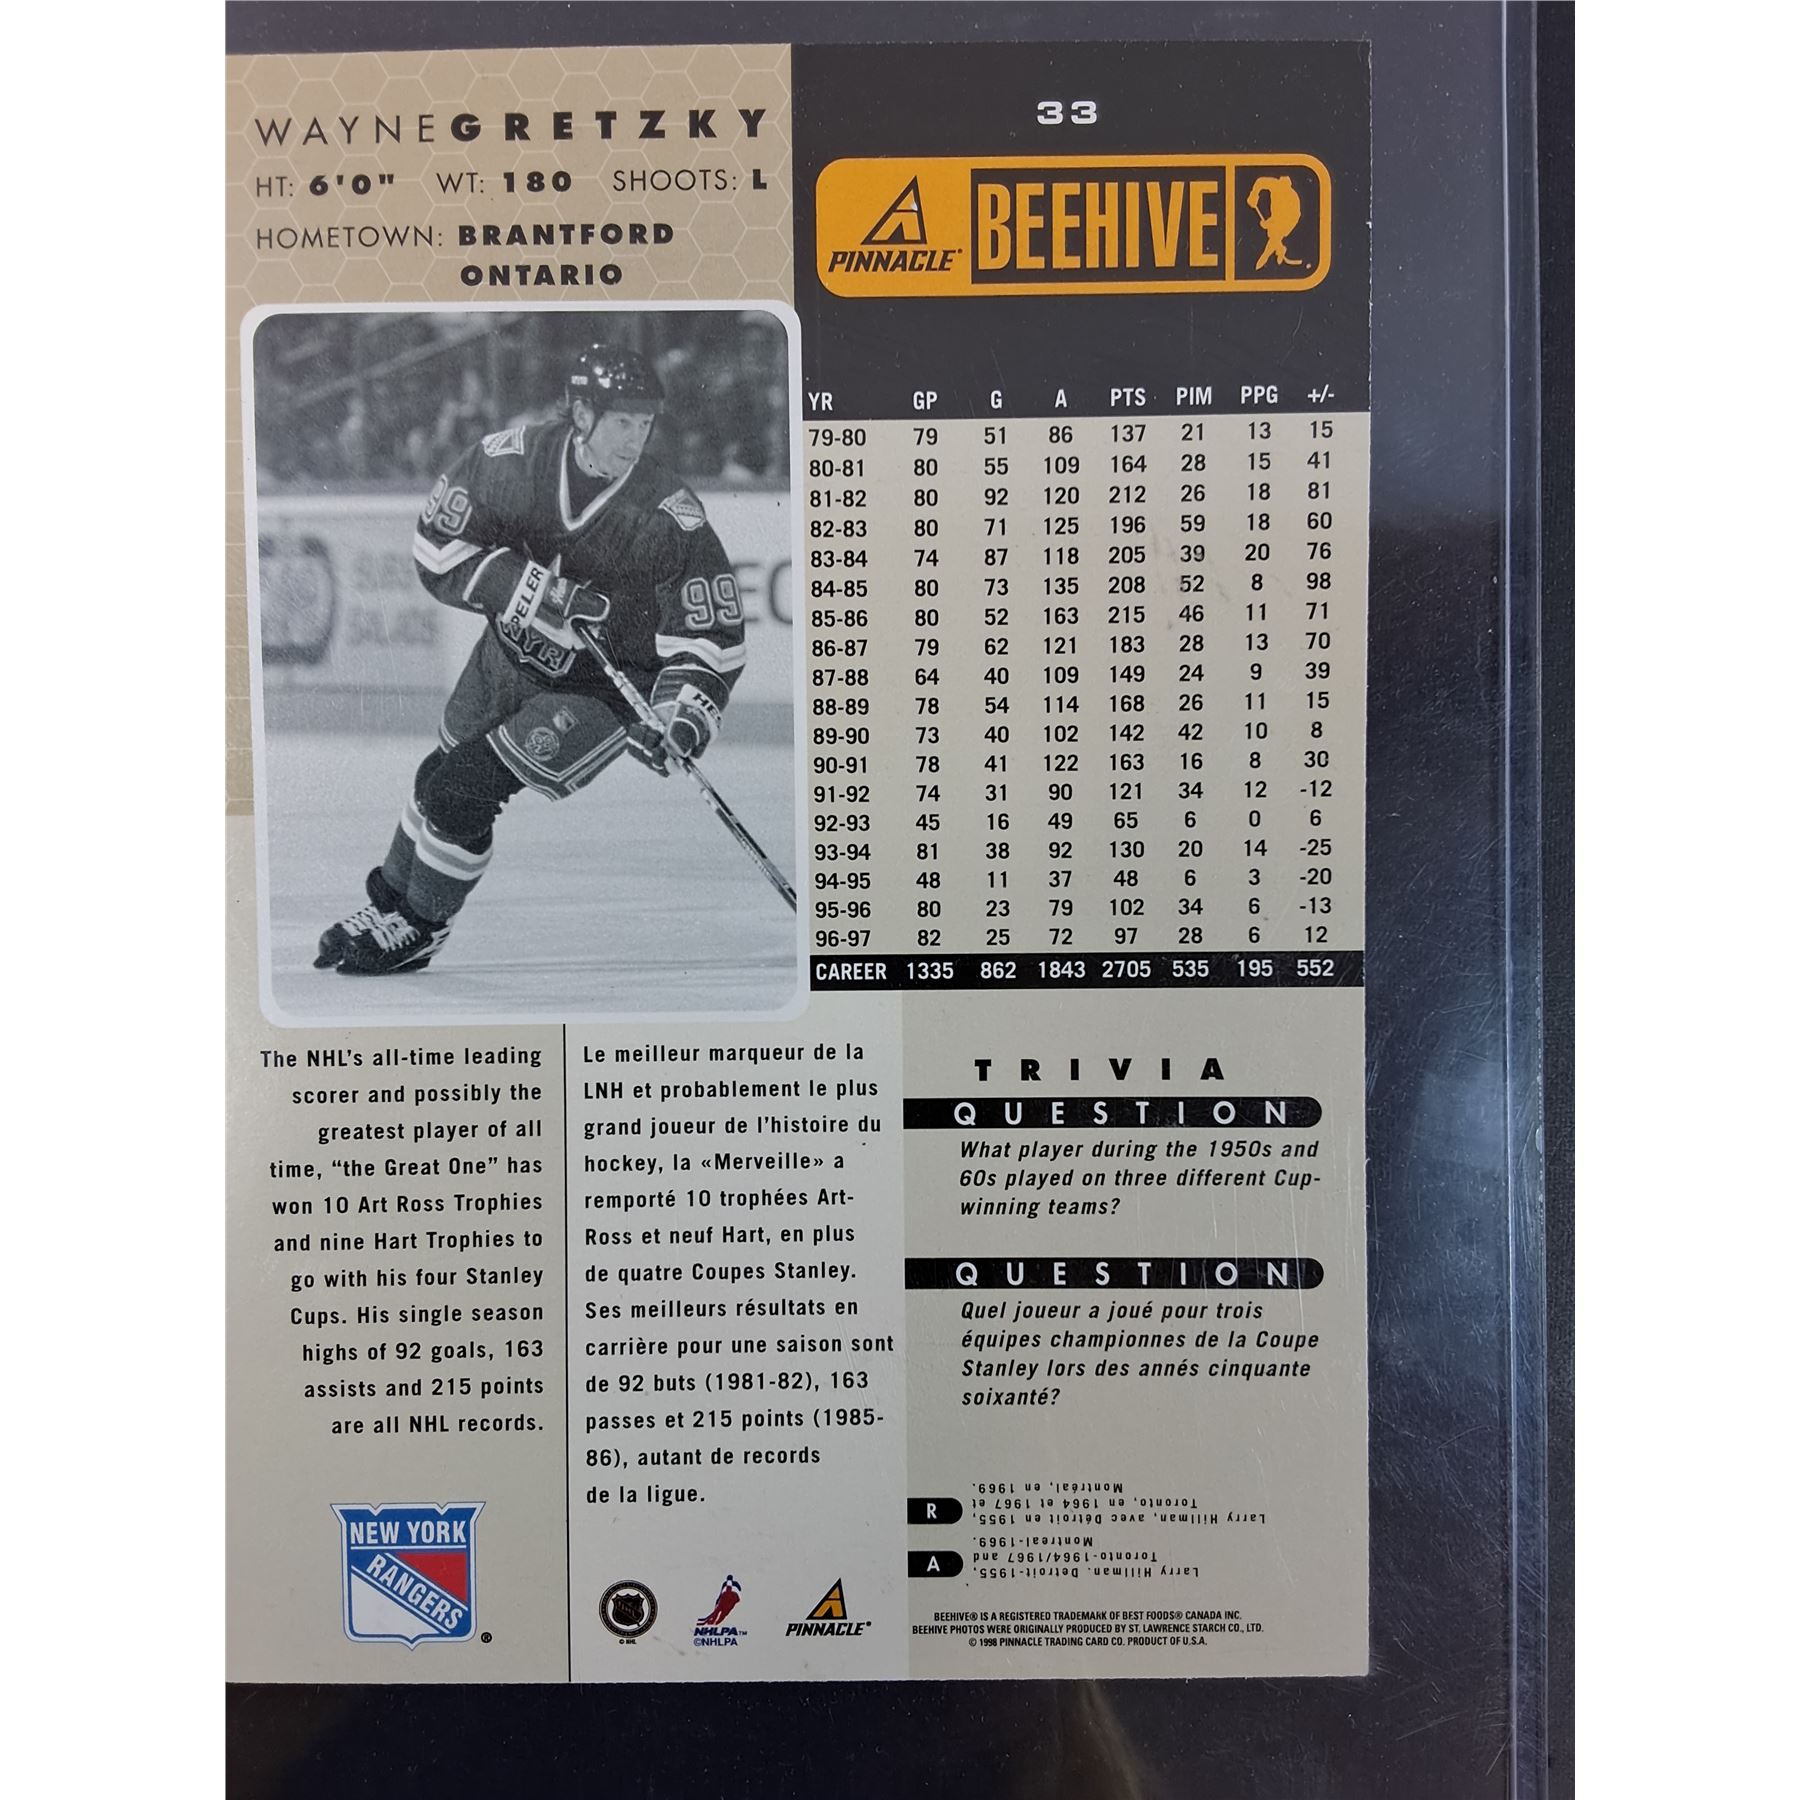 WAYNE GRETZKY
HT: 6'0" WT: 180 SHOOTS: L
HOMETOWN: BRANTFORD
ONTARIO
33
PINNACLE BEEHIVE
99
99
PELER
NYR
YR GP G A PTS PIM PPG +/-
79-80 79 51 86 137 21 13 15
80-81 80 55 109 164 28 15 41
81-82 80 92 120 212 26 18 81
82-83 80 71 125 196 59 18 60
83-84 74 87 118 205 39 20 76
84-85 80 73 135 208 52 8 98
85-86 80 52 163 215 46 11 71
86-87 79 62 121 183 28 13 70
87-88 64 40 109 149 24 9 39
88-89 78 54 114 168 26 11 15
89-90 73 40 102 142 42 10 8
90-91 78 41 122 163 16 8 30
91-92 74 31 90 121 34 12 -12
92-93 45 16 49 65 6 0 6
93-94 81 38 92 130 20 14 -25
94-95 48 11 37 48 6 3 -20
95-96 80 23 79 102 34 6 -13
96-97 82 25 72 97 28 6 12
CAREER 1335 862 1843 2705 535 195 552
The NHL's all-time leading
scorer and possibly the
greatest player of all
time, "the Great One" has
won 10 Art Ross Trophies
and nine Hart Trophies to
go with his four Stanley
Cups. His single season
highs of 92 goals, 163
assists and 215 points
are all NHL records.
NEW YORK
RANGERS
®
Le meilleur marqueur de la
LNH et probablement le plus
grand joueur de l'histoire du
hockey, la «Merveille» a
remporté 10 trophées Art-
Ross et neuf Hart, en plus
de quatre Coupes Stanley.
Ses meilleurs résultats en
carrière pour une saison sont
de 92 buts (1981-82), 163
passes et 215 points (1985-
86), autant de records
de la ligue.
© NHL
NHLPA™
©NHLPA
PINNACLE®
TRIVIA
QUESTION
What player during the 1950s and
60s played on three different Cup-
winning teams?
QUESTION
Quel joueur a joué pour trois
équipes championnes de la Coupe
Stanley lors des annés cinquante
soixanté?
R
Larry Hillman, avec Détroit en 1955,
Toronto, en 1964 et 1967 et
Montréal, en 1969.
A
Larry Hillman. Detroit-1955,
Toronto-1964/1967 and
Montreal-1969.
BEEHIVE® IS A REGISTERED TRADEMARK OF BEST FOODS® CANADA INC.
BEEHIVE PHOTOS WERE ORIGINALLY PRODUCED BY ST. LAWRENCE STARCH CO., LTD.
© 1998 PINNACLE TRADING CARD CO. PRODUCT OF U.S.A.